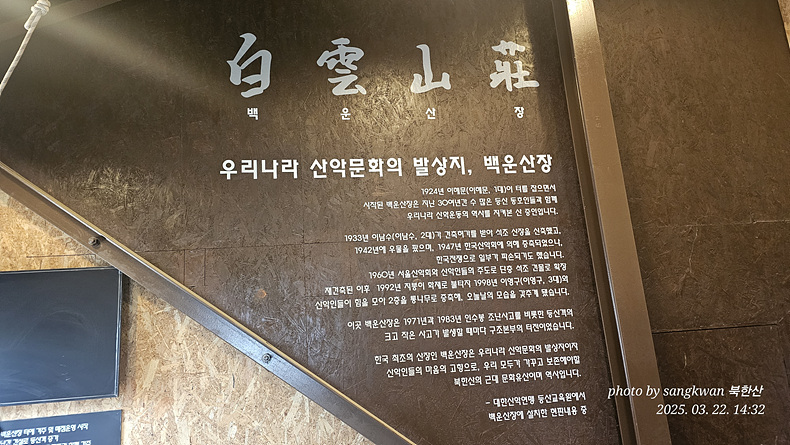 白雲山莊
백운산장
우리나라 산악문화의 발상지, 백운산장
1924년 이해문(이해문, 1대)이 터를 잡으면서
시작된 백운산장은 지난 30여년간 수 많은 등산 동호인들과 함께
우리나라 산악운동의 역사를 지켜본 산 증인입니다.
1933년 이남수(이남수, 2대)가 건축허가를 받아 석조 산장을 신축했고,
1942년에 우물을 팠으며, 1947년 한국산악회에 의해 증축되었으나,
한국전쟁으로 일부가 파손되기도 했습니다.
1960년 서울산악회와 산악인들의 주도로 단층 석조 건물로 확장
재건축된 이후 1992년 지붕이 화재로 불타자 1998년 이영구(이영구, 3대)와
산악인들이 힘을 모아 2층을 통나무로 증축해, 오늘날의 모습을 갖추게 됐습니다.
이곳 백운산장은 1971년과 1983년 인수봉 조난사고를 비롯한 등산계의
크고 작은 사고가 발생할 때마다 구조본부의 터전이었습니다.
한국 최초의 산장인 백운산장은 우리나라 산악문화의 발상지이자
산악인들의 마음의 고향으로, 우리 모두가 가꾸고 보존해야할
북한산의 근대 문화유산이며 역사입니다.
- 대한산악연맹 등산교육원에서
백운산장에 설치한 현판내용 중
백운산장 터에 거주 및 매점운영 시작
photo by sangkwan 북한산
2025. 03. 22. 14:32